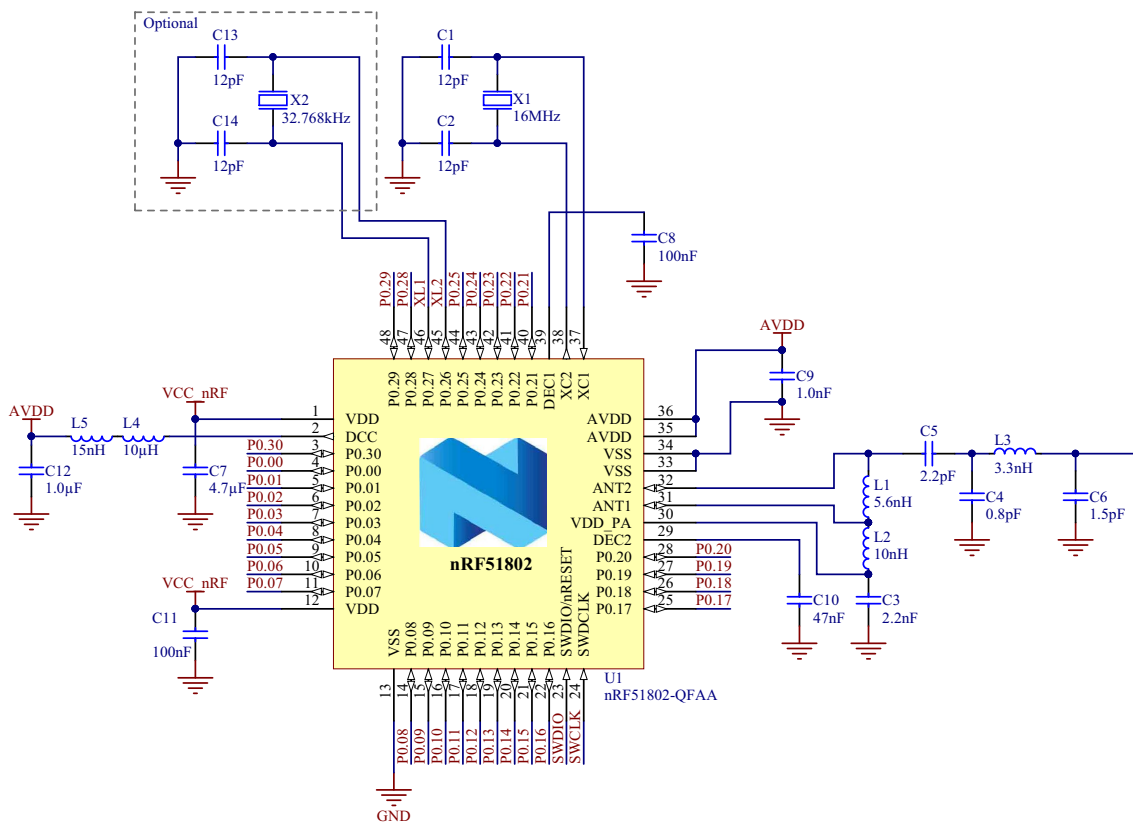 Optional
C13
12pF
X2
32.768kHz
C14
12pF
C1
12pF
X1
16MHz
C2
12pF
C8
100nF
P0.29
P0.28
XL1
XL2
P0.25
P0.24
P0.23
P0.22
P0.21
48
47
46
45
44
43
42
41
40
39
38
37
P0.29
P0.28
P0.27
P0.26
P0.25
P0.24
P0.23
P0.22
P0.21
DEC1
XC2
XC1
AVDD
C9
1.0nF
VCC_nRF
AVDD
L5
15nH
L4
10µH
C12
1.0µF
C7
4.7µF
1 VDD
2 DCC
P0.30 3 P0.30
P0.00 4 P0.00
P0.01 5 P0.01
P0.02 6 P0.02
P0.03 7 P0.03
P0.04 8 P0.04
P0.05 9 P0.05
P0.06 10 P0.06
P0.07 11 P0.07
12 VDD
VCC_nRF
C11
100nF
nRF51802
AVDD 36
AVDD 35
VSS 34
VSS 33
ANT2 32
ANT1 31
VDD_PA 30
DEC2 29
P0.20 28 P0.20
P0.19 27 P0.19
P0.18 26 P0.18
P0.17 25 P0.17
C5
2.2pF
L3
3.3nH
L1
5.6nH
C4
0.8pF
C6
1.5pF
L2
10nH
C10
47nF
C3
2.2nF
VSS
P0.08
P0.09
P0.10
P0.11
P0.12
P0.13
P0.14
P0.15
P0.16
SWDIO/nRESET
SWDCLK
U1
nRF51802-QFAA
13
14
15
16
17
18
19
20
21
22
23
24
P0.08
P0.09
P0.10
P0.11
P0.12
P0.13
P0.14
P0.15
P0.16
SWDIO
SWCLK
GND